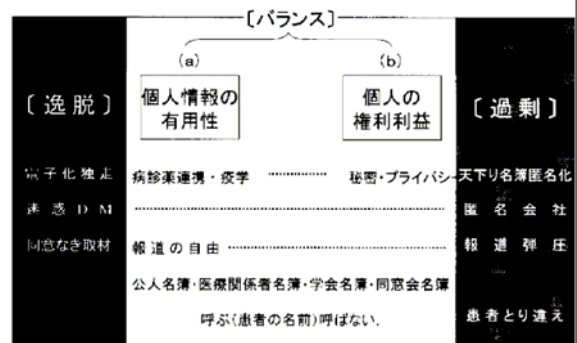 〔バランス〕
(a) (b)
〔逸脱〕 個人情報の有用性 個人の権利利益 〔過剰〕
電子化独走 病診薬連携・疫学 ………… 秘密・プライバシー 天下り名簿匿名化
迷惑DM ………… 匿名会社
同意なき取材 報道の自由 ………… 報道弾圧
公人名簿・医療関係者名簿・学会名簿・同窓会名簿
呼ぶ(患者の名前)呼ばない. 患者とり違え